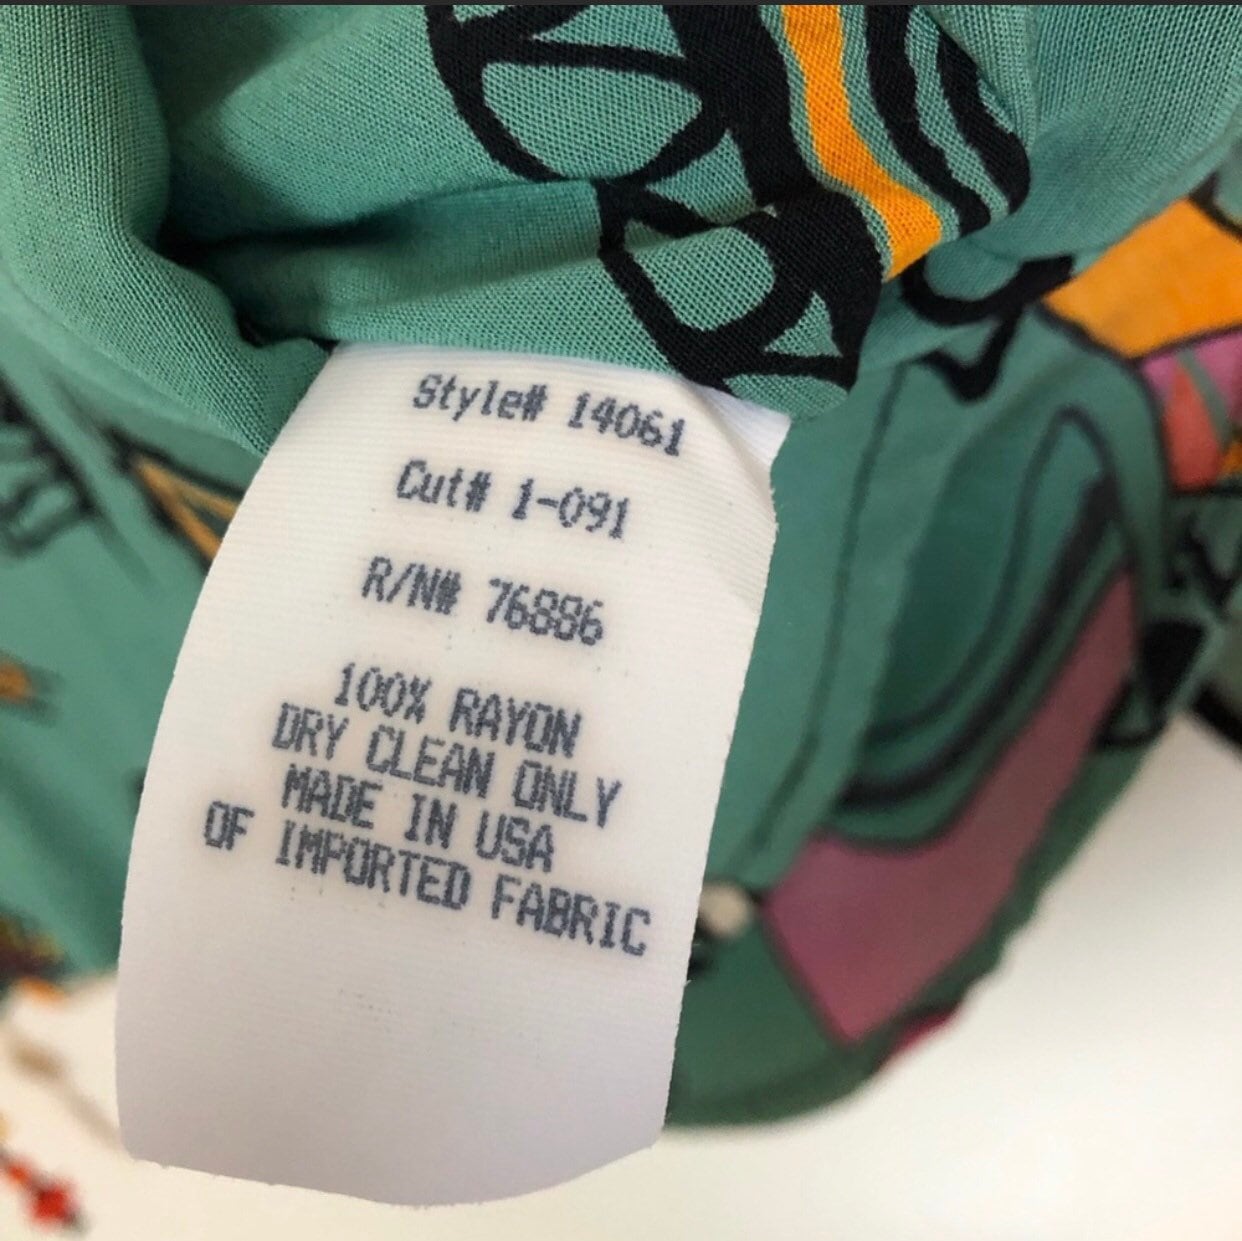 Style# 14061
Cut# 1-091
R/N# 76886
100% RAYON
DRY CLEAN ONLY
MADE IN USA
OF IMPORTED FABRIC